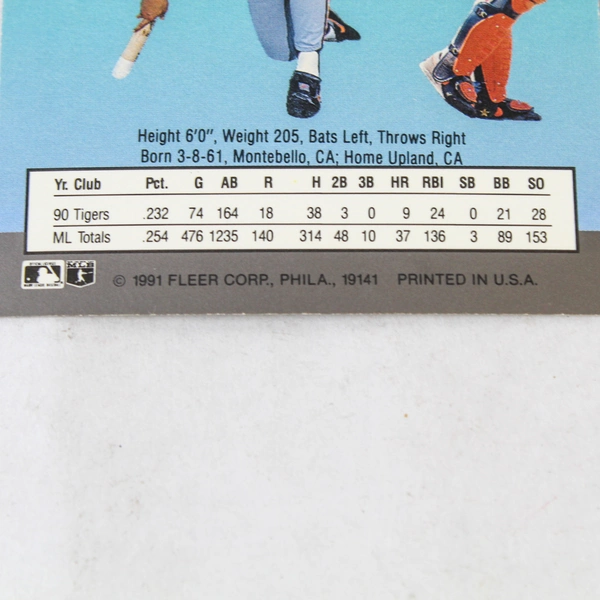 Height 6'0", Weight 205, Bats Left, Throws Right
Born 3-8-61, Montebello, CA; Home Upland, CA
Yr. Club Pct. G AB R H 2B 3B HR RBI SB BB SO
90 Tigers .232 74 164 18 38 3 0 9 24 0 21 28
ML Totals .254 476 1235 140 314 48 10 37 136 3 89 153
MLB
© 1991 FLEER CORP., PHILA., 19141 PRINTED IN U.S.A.